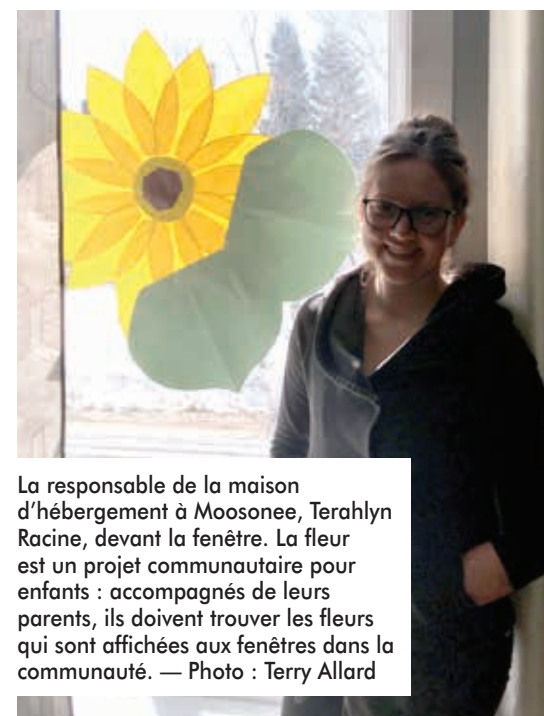 La responsable de la maison
d’hébergement à Moosonee, Terahlyn
Racine, devant la fenêtre. La fleur
est un projet communautaire pour
enfants : accompagnés de leurs
parents, ils doivent trouver les fleurs
qui sont affichées aux fenêtres dans la
communauté. — Photo : Terry Allard